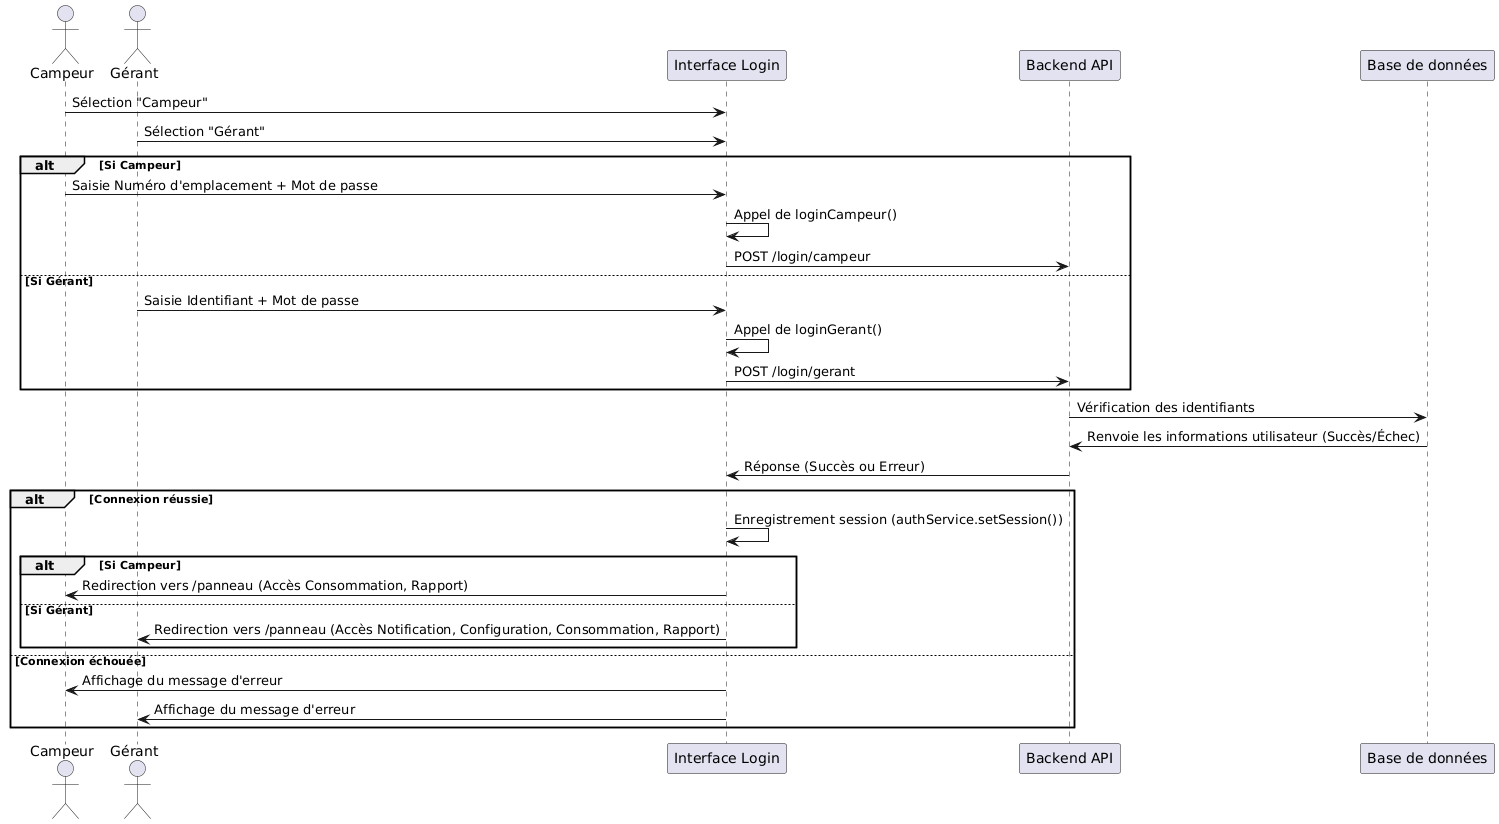 Campeur
Gérant
Interface Login
Backend API
Base de données
Sélection "Campeur"
Sélection "Gérant"
alt
[Si Campeur]
Saisie Numéro d'emplacement + Mot de passe
Appel de loginCampeur()
POST /login/campeur
[Si Gérant]
Saisie Identifiant + Mot de passe
Appel de loginGerant()
POST /login/gerant
Vérification des identifiants
Renvoie les informations utilisateur (Succès/Échec)
Réponse (Succès ou Erreur)
alt
[Connexion réussie]
Enregistrement session (authService.setSession())
alt
[Si Campeur]
Redirection vers /panneau (Accès Consommation, Rapport)
[Si Gérant]
Redirection vers /panneau (Accès Notification, Configuration, Consommation, Rapport)
[Connexion échouée]
Affichage du message d'erreur
Affichage du message d'erreur
Campeur
Gérant
Interface Login
Backend API
Base de données